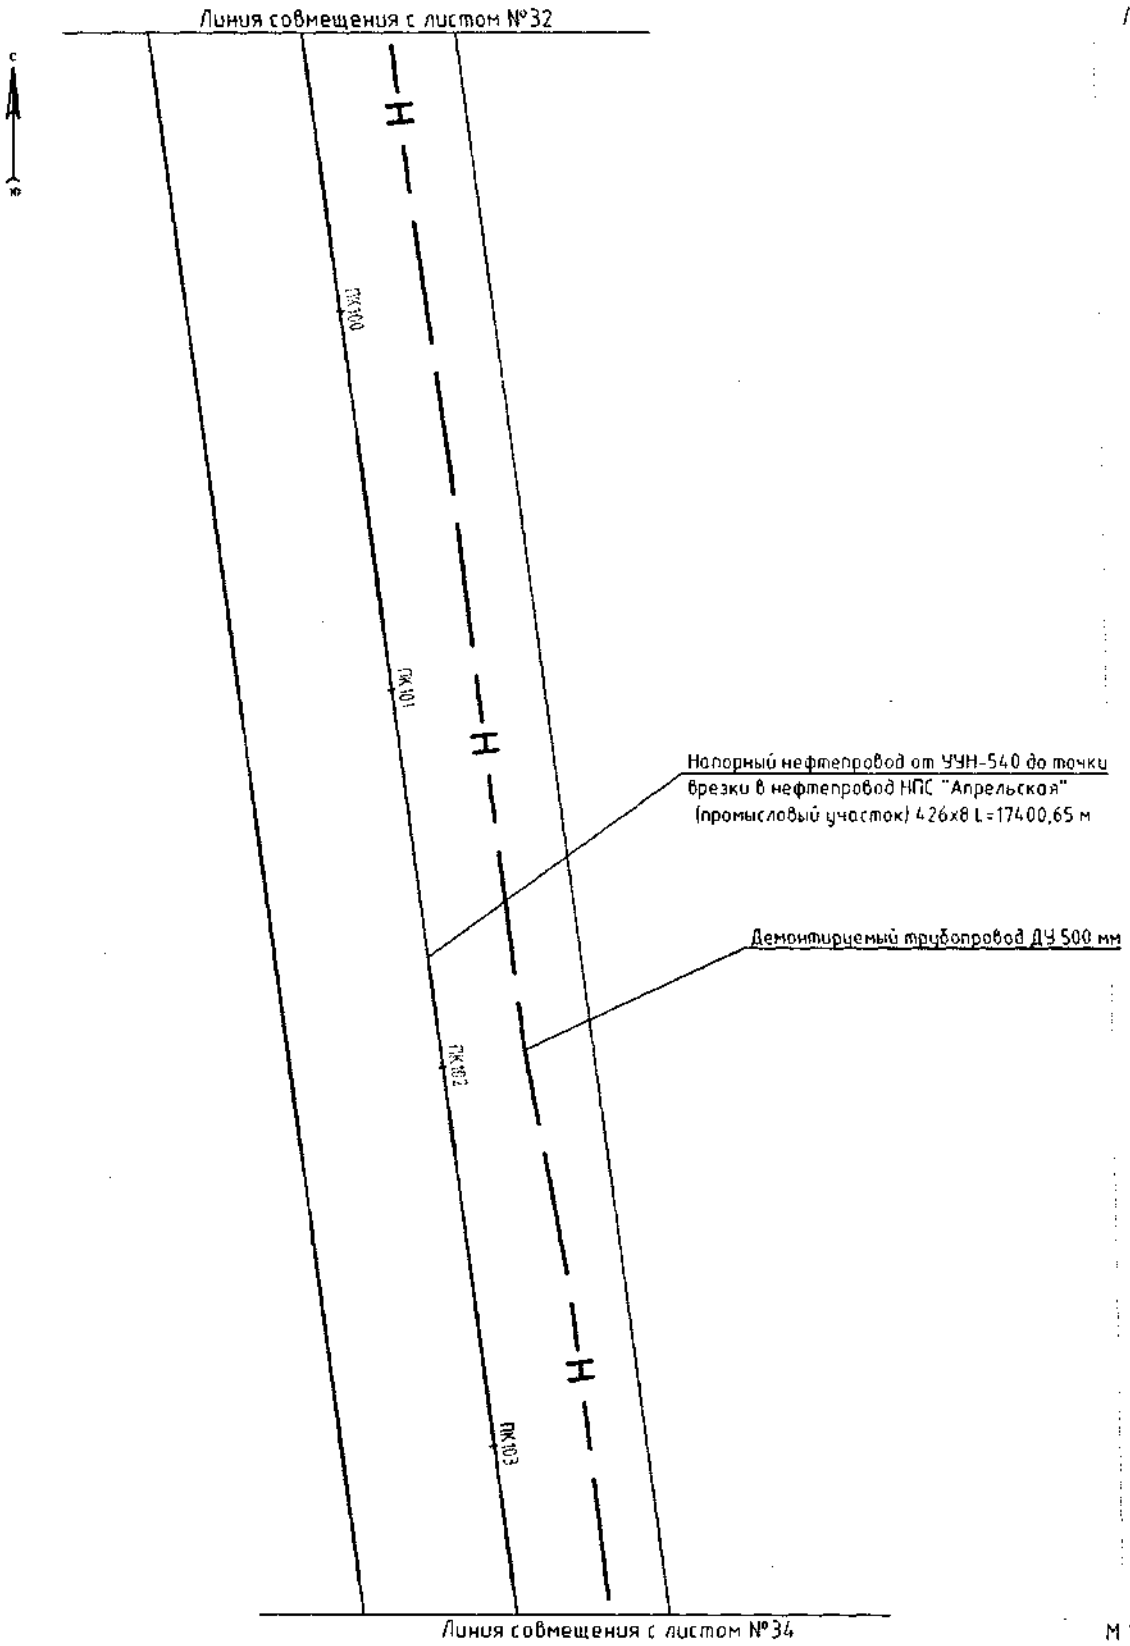 Линия совмещения с листом №32
С
Ю
ПК100
ПК101
Напорный нефтепровод от УУН-540 до точки
врезки в нефтепровод НПС "Апрельская"
(промысловый участок) 426х8 L=17400,65 м
Демонтируемый трубопровод ДУ 500 мм
ПК102
ПК103
Линия совмещения с листом №34
М